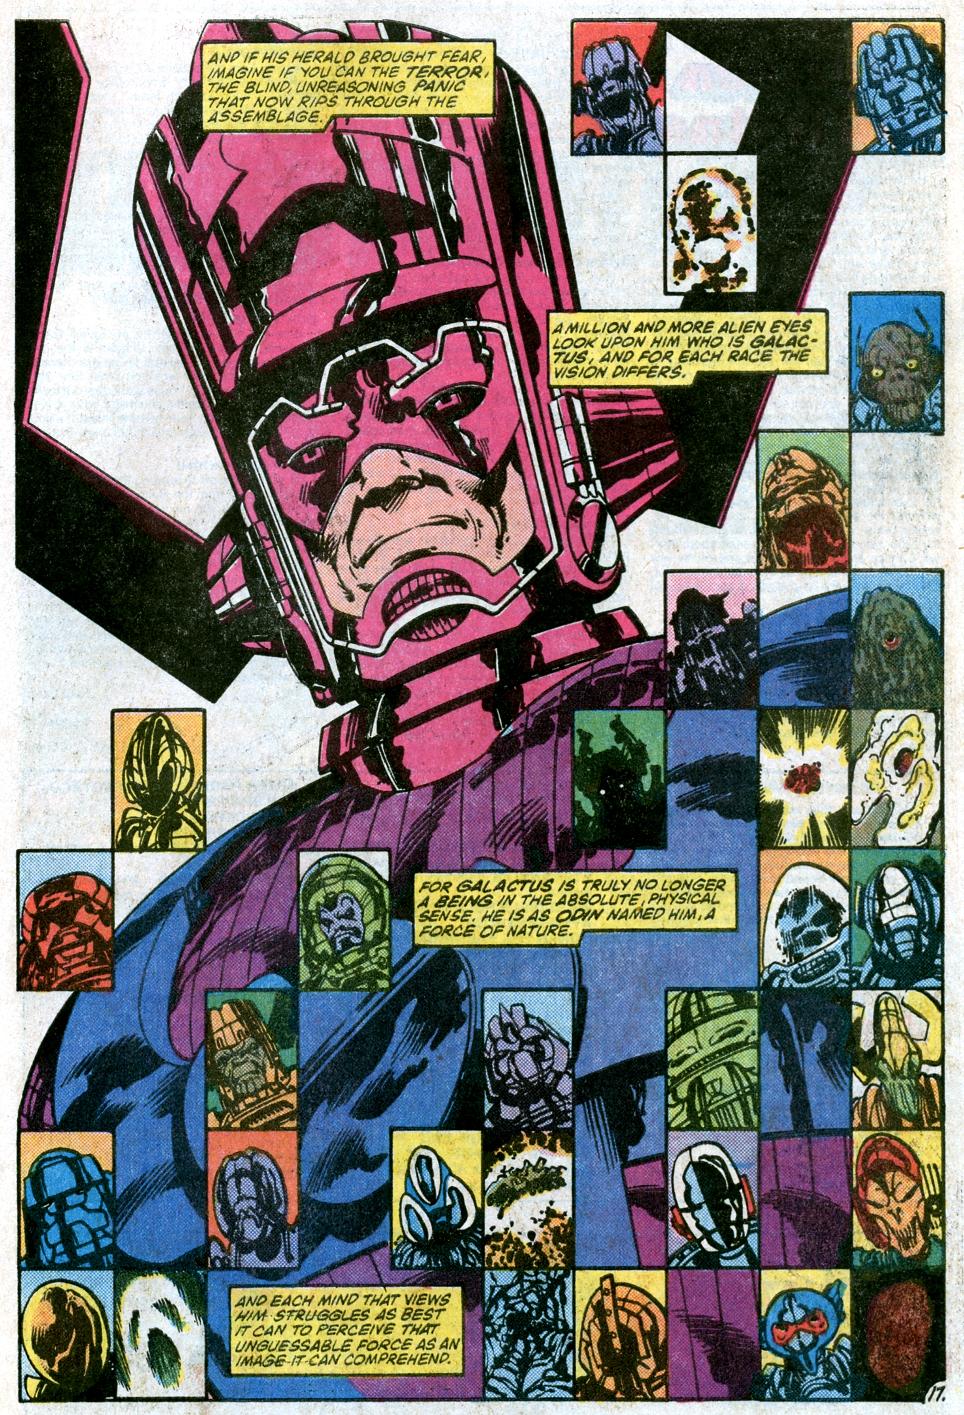 AND IF HIS HERALD BROUGHT FEAR,
IMAGINE IF YOU CAN THE TERROR,
THE BLIND, UNREASONING PANIC
THAT NOW RIPS THROUGH THE
ASSEMBLAGE.
A MILLION AND MORE ALIEN EYES
LOOK UPON HIM WHO IS GALAC-
TUS, AND FOR EACH RACE THE
VISION DIFFERS.
FOR GALACTUS IS TRULY NO LONGER
A BEING IN THE ABSOLUTE, PHYSICAL
SENSE. HE IS AS ODIN NAMED HIM, A
FORCE OF NATURE.
AND EACH MIND THAT VIEWS
HIM STRUGGLES AS BEST
IT CAN TO PERCEIVE THAT
UNGUESSABLE FORCE AS AN
IMAGE IT CAN COMPREHEND.
17.